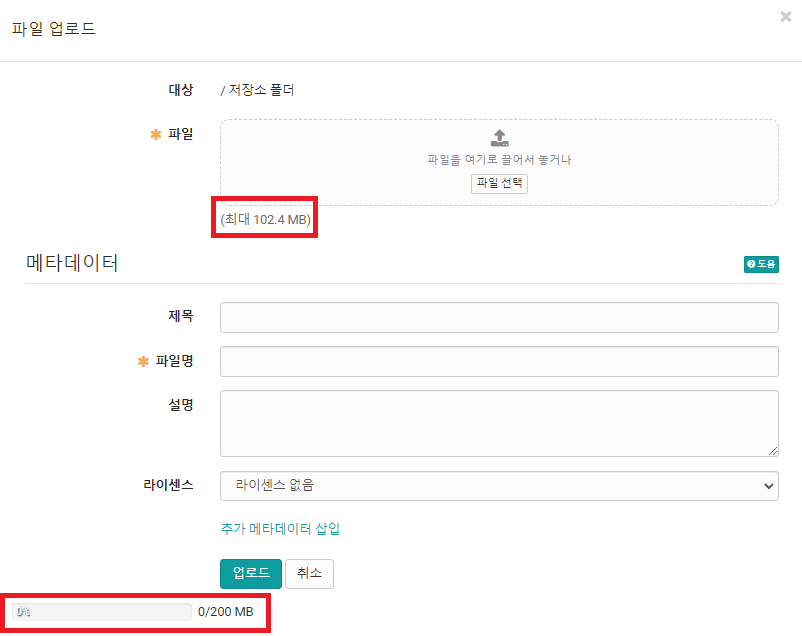 파일 업로드
×
대상 / 저장소 폴더
✱ 파일
파일을 여기로 끌어서 놓거나
파일 선택
(최대 102.4 MB)
메타데이터
도움
제목
✱ 파일명
설명
라이센스 라이센스 없음
추가 메타데이터 삽입
업로드 취소
0% 0/200 MB